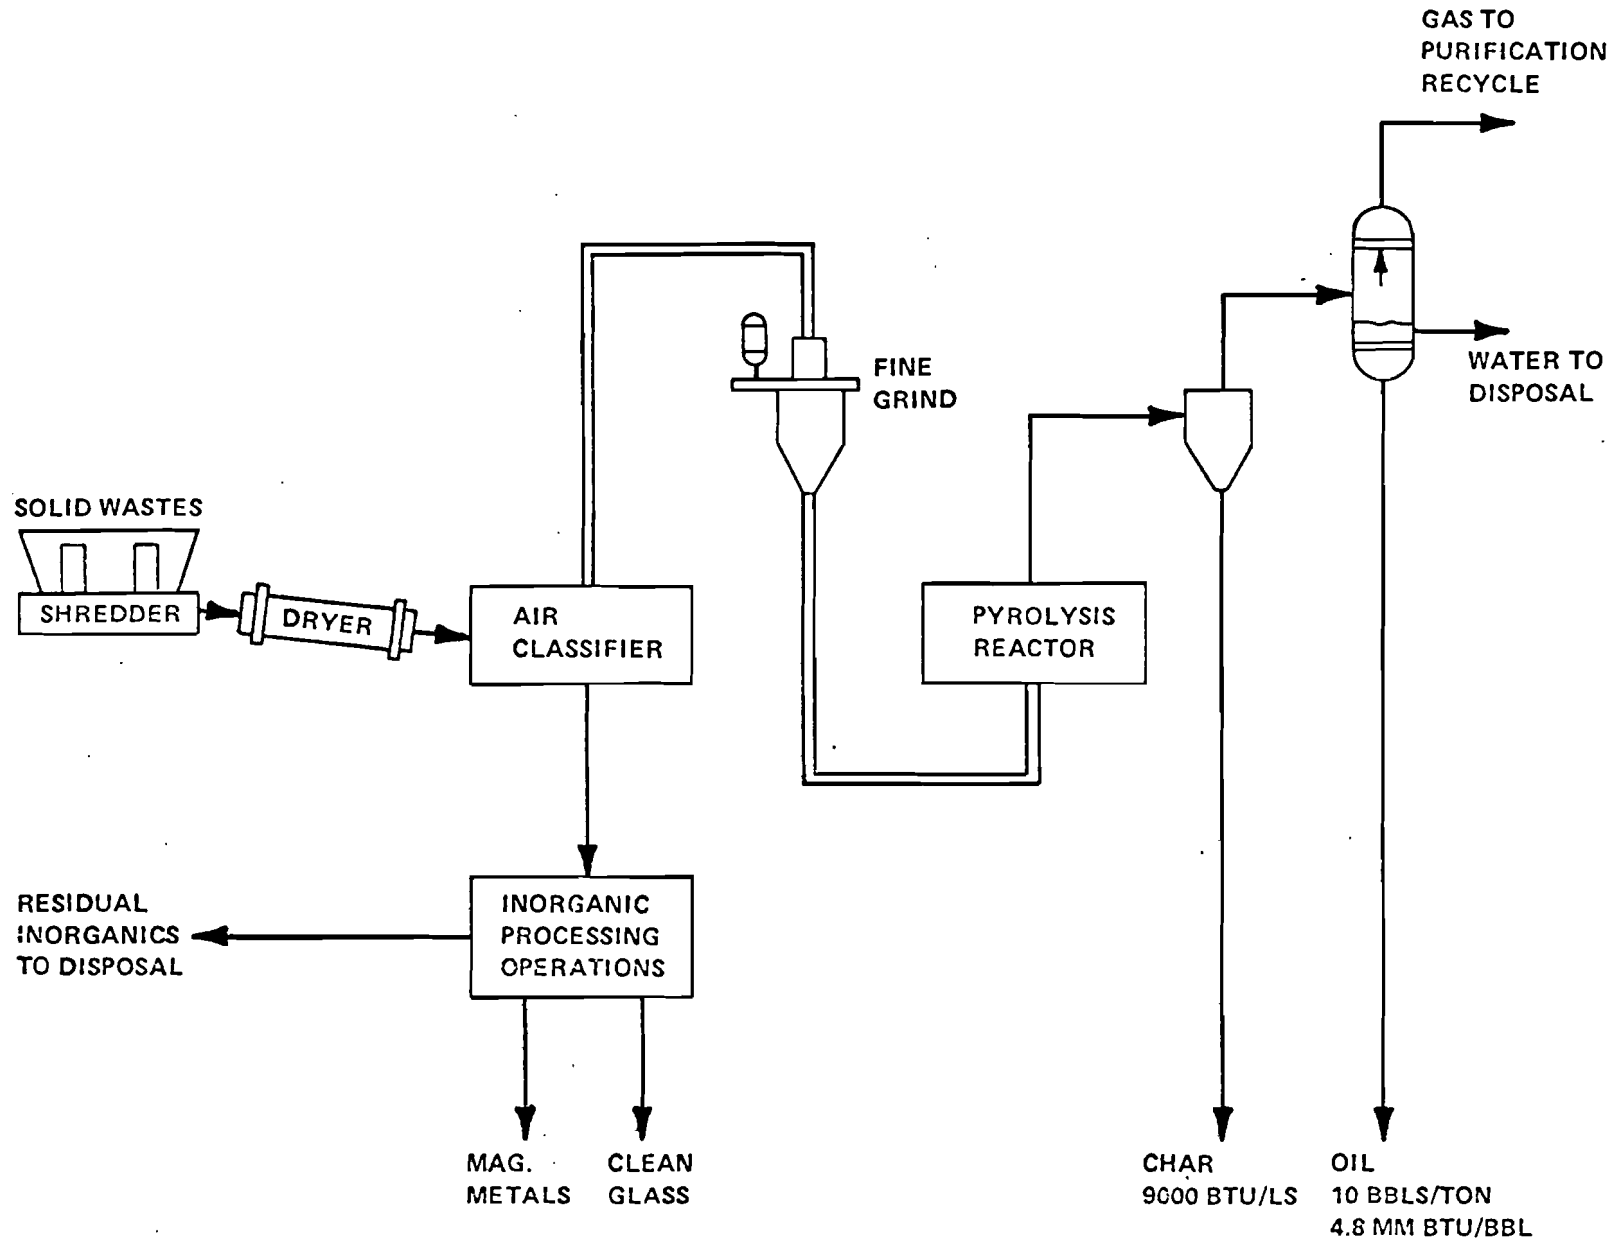 GAS TO
PURIFICATION
RECYCLE
WATER TO
DISPOSAL
FINE
GRIND
SOLID WASTES
SHREDDER
DRYER
AIR
CLASSIFIER
PYROLYSIS
REACTOR
RESIDUAL
INORGANICS
TO DISPOSAL
INORGANIC
PROCESSING
OPERATIONS
MAG.
METALS
CLEAN
GLASS
CHAR
9000 BTU/LS
OIL
10 BBLS/TON
4.8 MM BTU/BBL